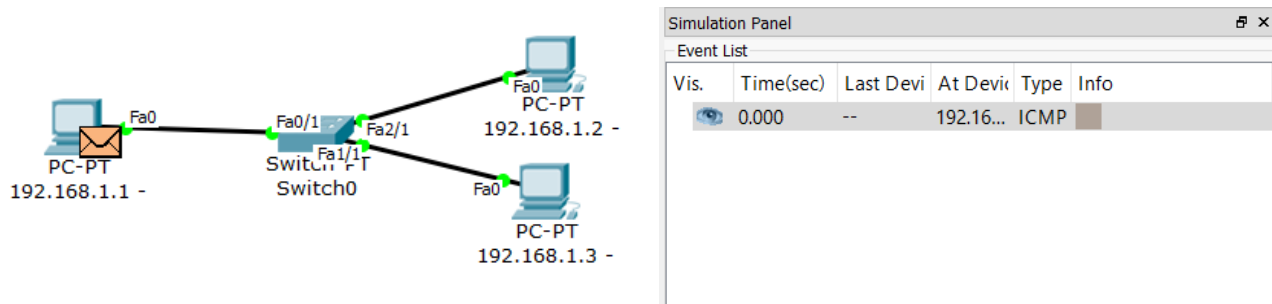 Fa0
PC-PT
192.168.1.1 -
Fa0/1
Fa2/1
Fa1/1
Switch-PT
Switch0
Fa0
PC-PT
192.168.1.2 -
Fa0
PC-PT
192.168.1.3 -
Simulation Panel
Event List
Vis. Time(sec) Last Devi At Devic Type Info
0.000 -- 192.16... ICMP